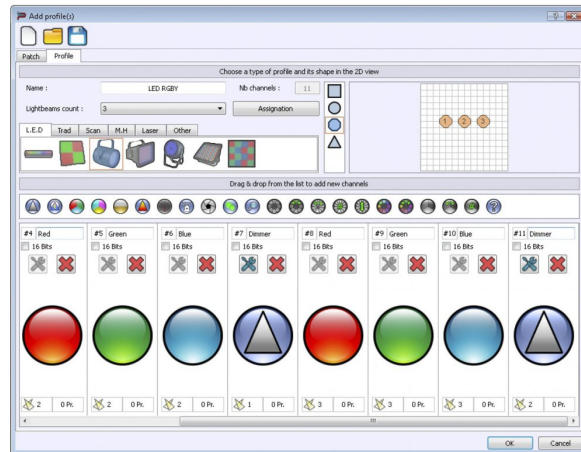 Add profile(s)
Patch Profile
Choose a type of profile and its shape in the 2D view
Name : LED RGBY Nb channels : 11
Lightbeams count : 3 Assignation
L.E.D Trad Scan M.H Laser Other
1 2 3
Drag & drop from the list to add new channels
#4 Red #5 Green #6 Blue #7 Dimmer #8 Red #9 Green #10 Blue #11 Dimmer
16 Bits 16 Bits 16 Bits 16 Bits 16 Bits 16 Bits 16 Bits 16 Bits
2 0 Pr. 2 0 Pr. 2 0 Pr. 1 0 Pr. 3 0 Pr. 3 0 Pr. 3 0 Pr. 2 0 Pr.
OK Cancel